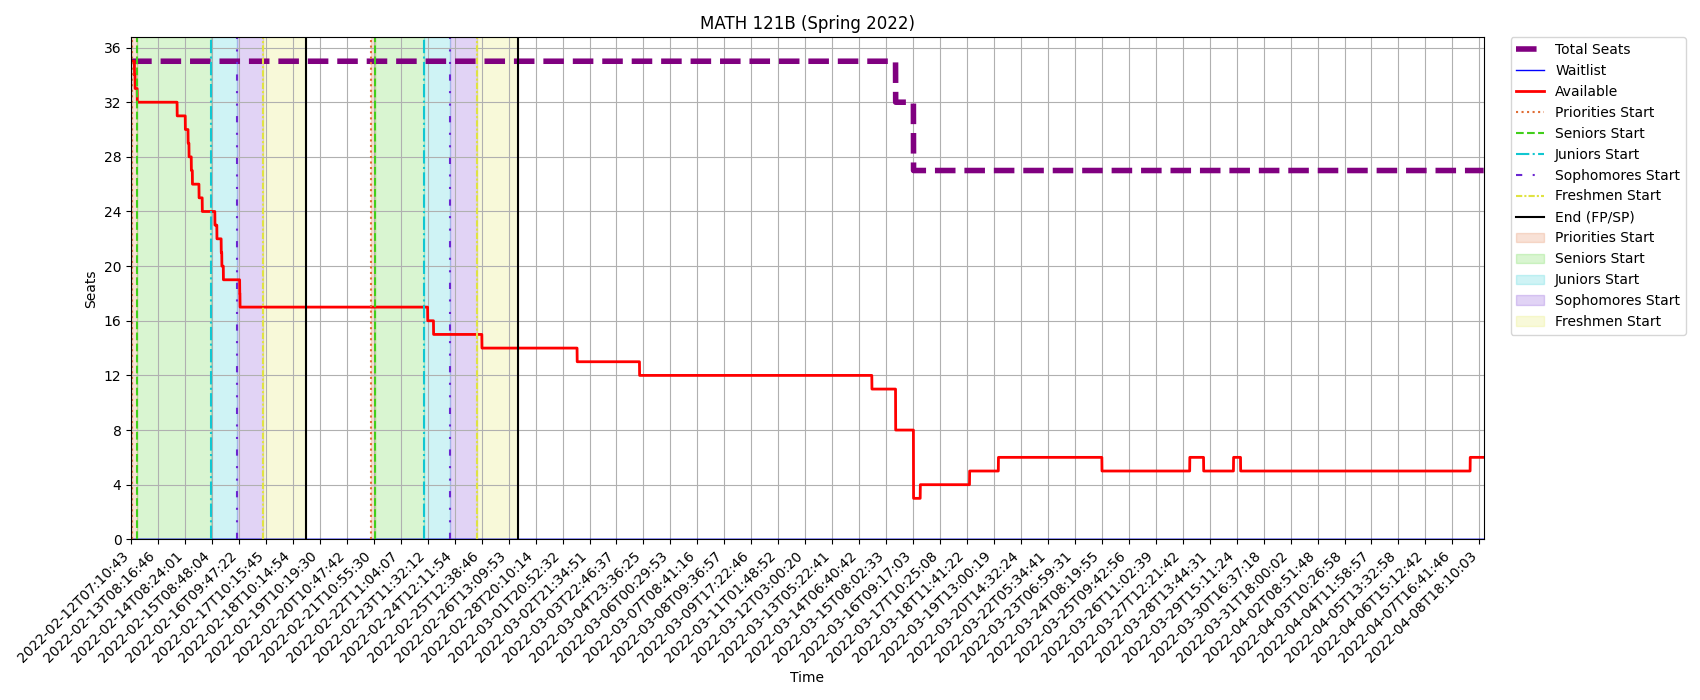 MATH 121B (Spring 2022)
Seats
36
32
28
24
20
16
12
8
4
0
2022-02-12T07:10:43
2022-02-13T08:16:46
2022-02-14T08:24:01
2022-02-15T08:48:04
2022-02-16T09:47:22
2022-02-17T10:15:45
2022-02-18T10:14:54
2022-02-19T10:19:30
2022-02-20T10:47:42
2022-02-21T10:55:30
2022-02-22T11:04:07
2022-02-23T11:32:12
2022-02-24T12:11:54
2022-02-25T12:38:46
2022-02-26T13:09:53
2022-02-28T20:10:14
2022-03-01T20:52:32
2022-03-02T21:34:51
2022-03-03T22:46:37
2022-03-04T23:36:25
2022-03-06T00:29:53
2022-03-07T08:41:16
2022-03-08T09:36:57
2022-03-09T17:22:46
2022-03-11T01:48:52
2022-03-12T03:00:20
2022-03-13T05:22:41
2022-03-14T06:40:42
2022-03-15T08:02:33
2022-03-16T09:17:03
2022-03-17T10:25:08
2022-03-18T11:41:22
2022-03-19T13:00:19
2022-03-20T14:32:24
2022-03-22T05:34:41
2022-03-23T06:59:31
2022-03-24T08:19:55
2022-03-25T09:42:56
2022-03-26T11:02:39
2022-03-27T12:21:42
2022-03-28T13:44:31
2022-03-29T15:11:24
2022-03-30T16:37:18
2022-03-31T18:00:02
2022-04-02T08:51:48
2022-04-03T10:26:58
2022-04-04T11:58:57
2022-04-05T13:32:58
2022-04-06T15:12:42
2022-04-07T16:41:46
2022-04-08T18:10:03
Time
Total Seats
Waitlist
Available
Priorities Start
Seniors Start
Juniors Start
Sophomores Start
Freshmen Start
End (FP/SP)
Priorities Start
Seniors Start
Juniors Start
Sophomores Start
Freshmen Start